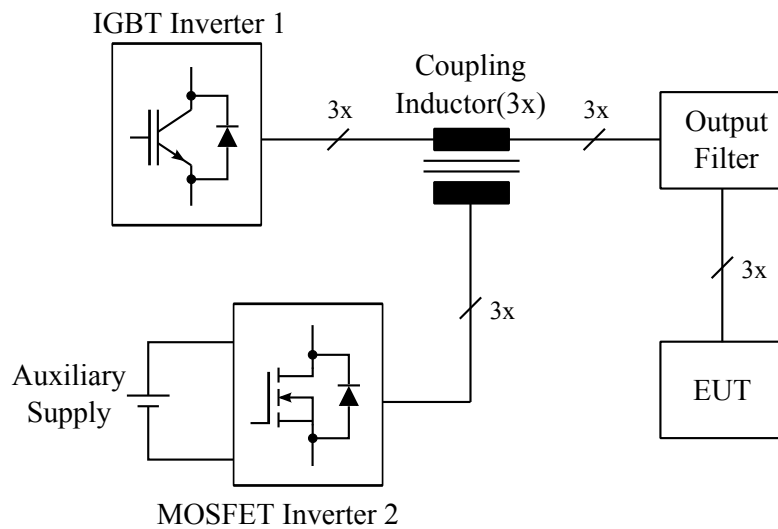 IGBT Inverter 1
3x
Coupling
Inductor(3x)
3x
Output
Filter
3x
3x
Auxiliary
Supply
EUT
MOSFET Inverter 2